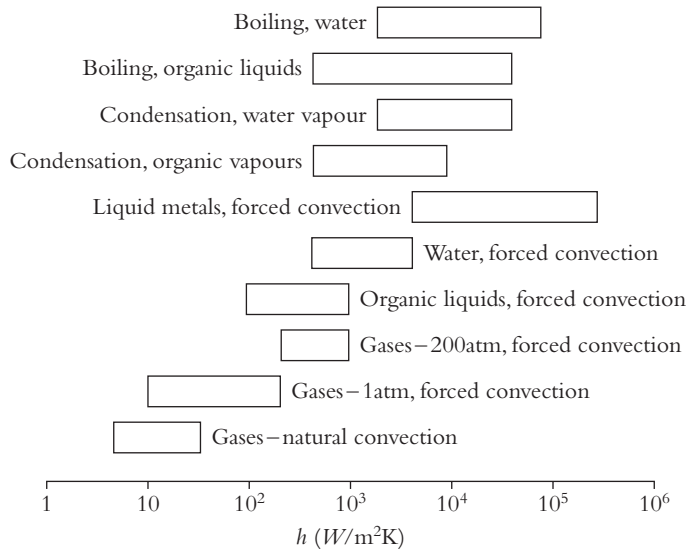 Boiling, water
Boiling, organic liquids
Condensation, water vapour
Condensation, organic vapours
Liquid metals, forced convection
Water, forced convection
Organic liquids, forced convection
Gases–200atm, forced convection
Gases–1atm, forced convection
Gases–natural convection
1 10 10² 10³ 10⁴ 10⁵ 10⁶
h (W/m²K)